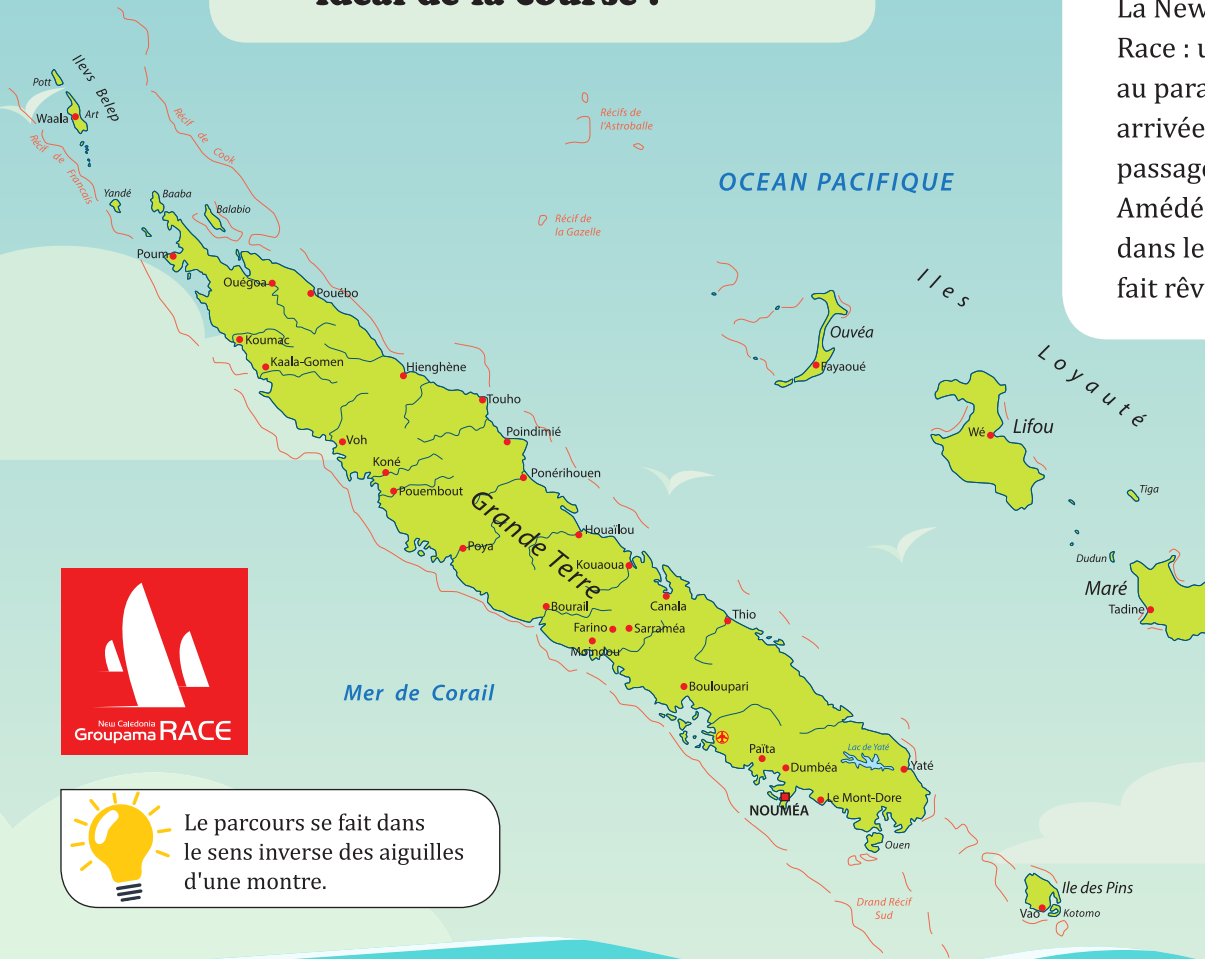 idéal de la course !
La New
Race : u
au para
arrivée
passage
Amédé
dans le
fait rêv
Ilevs Belep
Pott
Waala
Art
Récif de Cook
Récif de Francais
Récifs de
l'Astroballe
OCEAN PACIFIQUE
Yandé
Baaba
Balabio
Récif de
la Gazelle
Poum
Ouégoa
Pouébo
Iles
Loyauté
Ouvéa
Fayaoué
Koumac
Kaala-Gomen
Hienghène
Touho
Lifou
Wé
Voh
Poindimié
Koné
Ponérihouen
Pouembout
Tiga
Grande Terre
Houaïlou
Poya
Kouaoua
Dudun
Maré
Tadine
Bourail
Canala
Thio
Farino
Sarraméa
Moindou
Mer de Corail
Bouloupari
New Caledonia
Groupama RACE
Païta
Dumbéa
Lac de Yaté
Yaté
Le Mont-Dore
NOUMÉA
Ouen
Le parcours se fait dans
le sens inverse des aiguilles
d'une montre.
Ile des Pins
Vao
Kotomo
Drand Récif
Sud